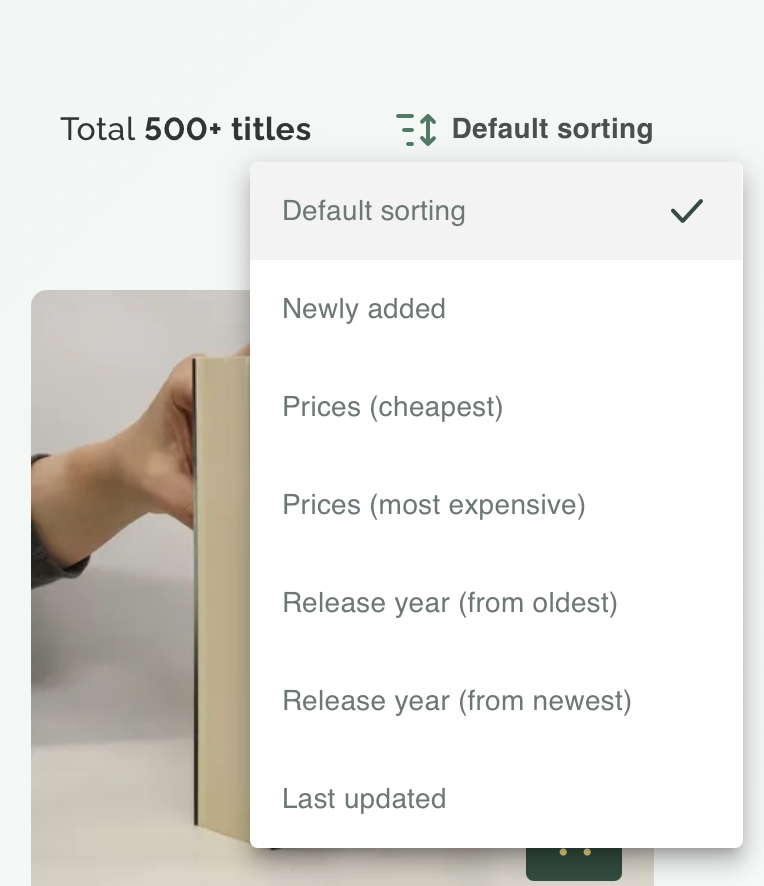 Total 500+ titles
Default sorting
Default sorting
Newly added
Prices (cheapest)
Prices (most expensive)
Release year (from oldest)
Release year (from newest)
Last updated